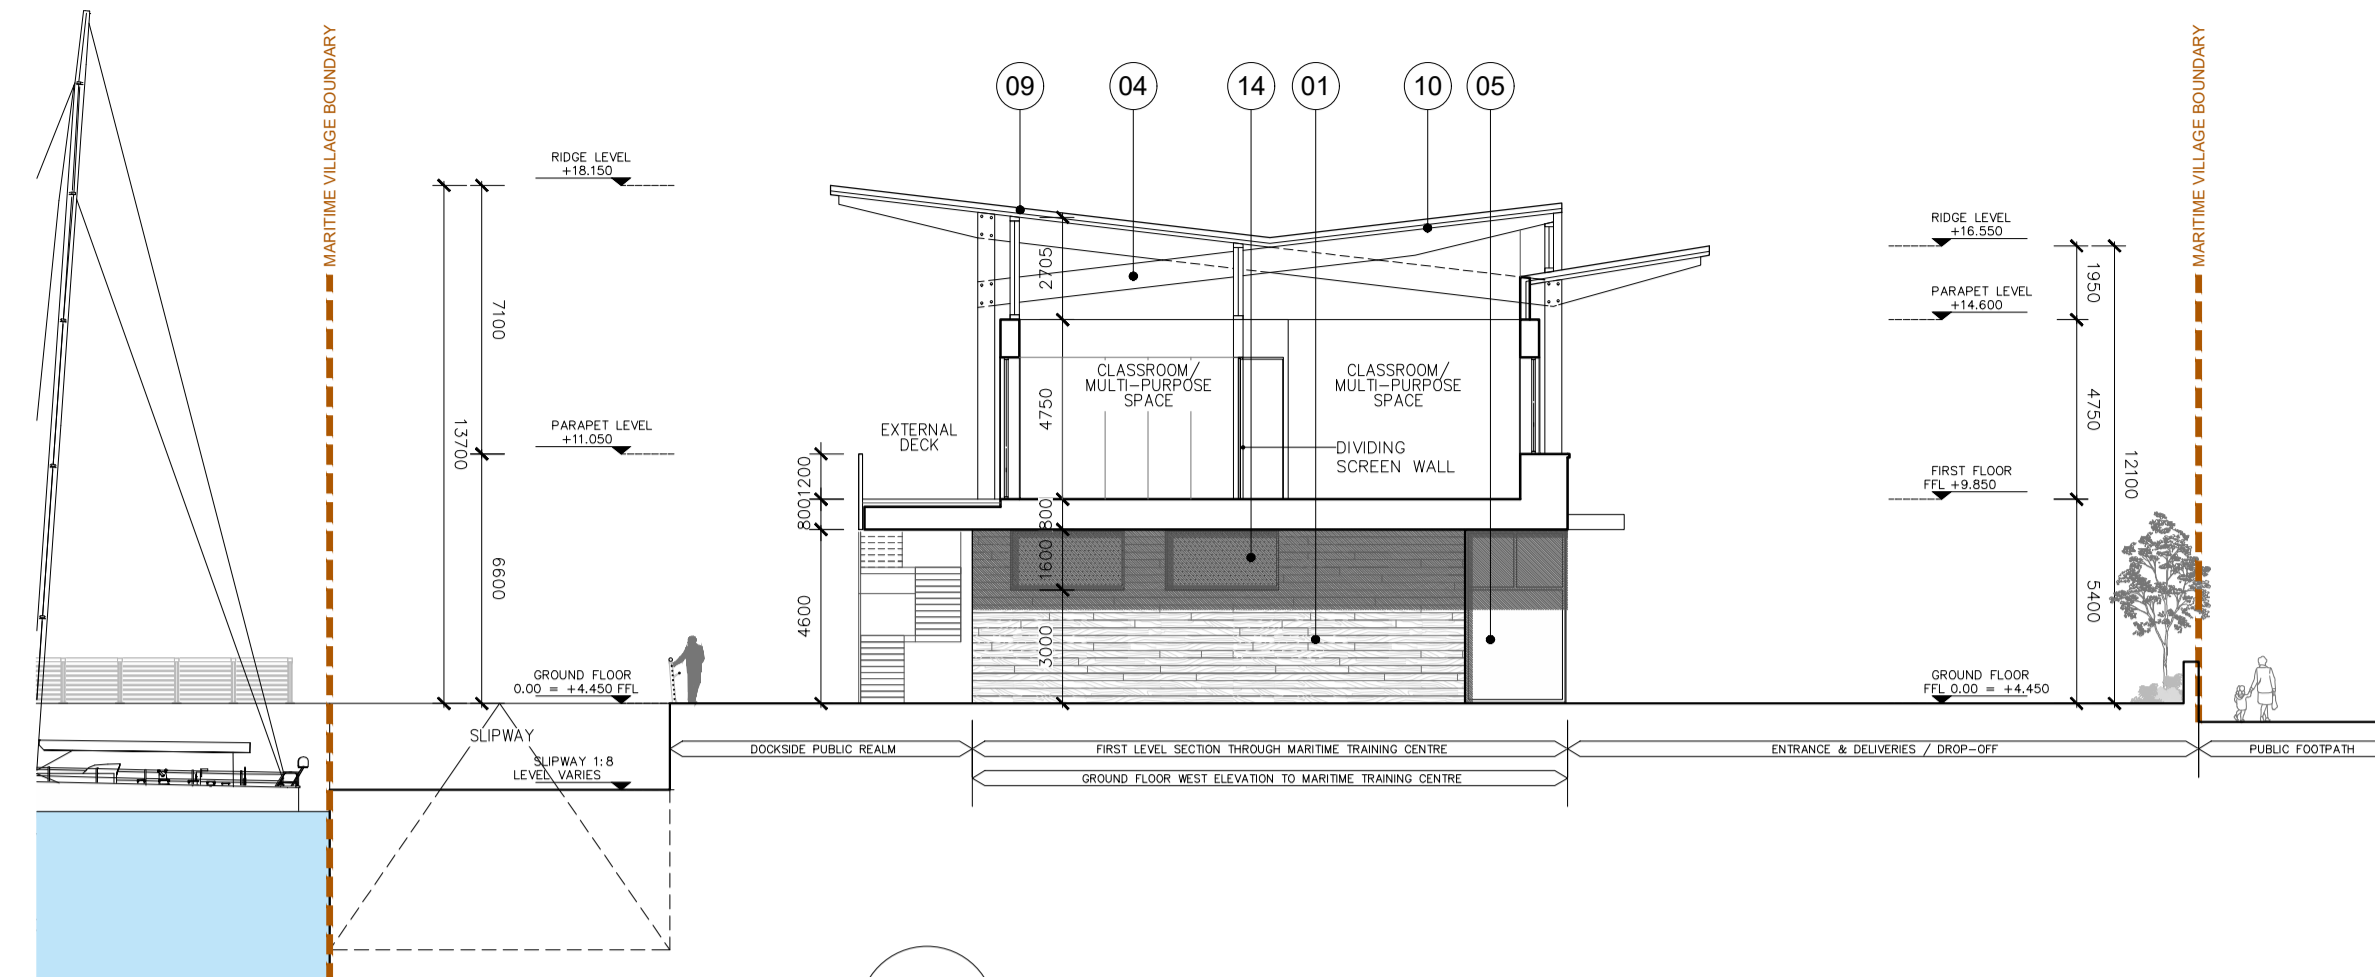 MARITIME VILLAGE BOUNDARY
09
04
14
01
10
05
MARITIME VILLAGE BOUNDARY
RIDGE LEVEL
+18.150
RIDGE LEVEL
+16.550
PARAPET LEVEL
+14.600
PARAPET LEVEL
+11.050
FIRST FLOOR
FFL +9.850
GROUND FLOOR
0.00 = +4.450 FFL
GROUND FLOOR
FFL 0.00 = +4.450
7100
13700
6600
1200
800
4600
2705
4750
800
1600
3000
1950
4750
12100
5400
EXTERNAL
DECK
CLASSROOM/
MULTI-PURPOSE
SPACE
CLASSROOM/
MULTI-PURPOSE
SPACE
DIVIDING
SCREEN WALL
SLIPWAY
SLIPWAY 1:8
LEVEL VARIES
DOCKSIDE PUBLIC REALM
FIRST LEVEL SECTION THROUGH MARITIME TRAINING CENTRE
ENTRANCE & DELIVERIES / DROP-OFF
PUBLIC FOOTPATH
GROUND FLOOR WEST ELEVATION TO MARITIME TRAINING CENTRE